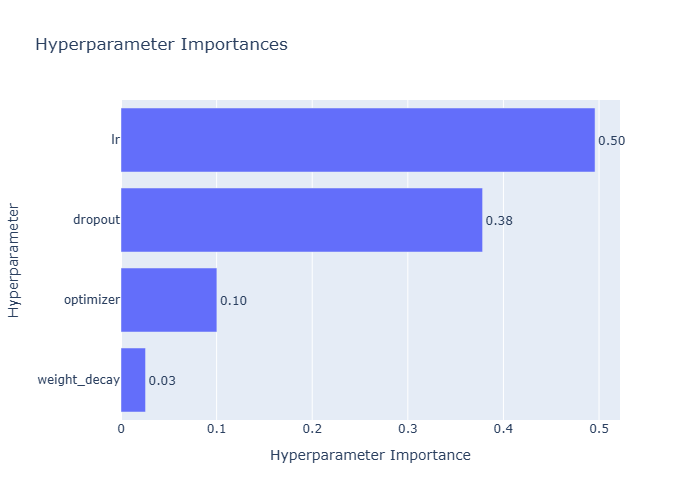 Hyperparameter Importances
Hyperparameter
lr
0.50
dropout
0.38
optimizer
0.10
weight_decay
0.03
0
0.1
0.2
0.3
0.4
0.5
Hyperparameter Importance